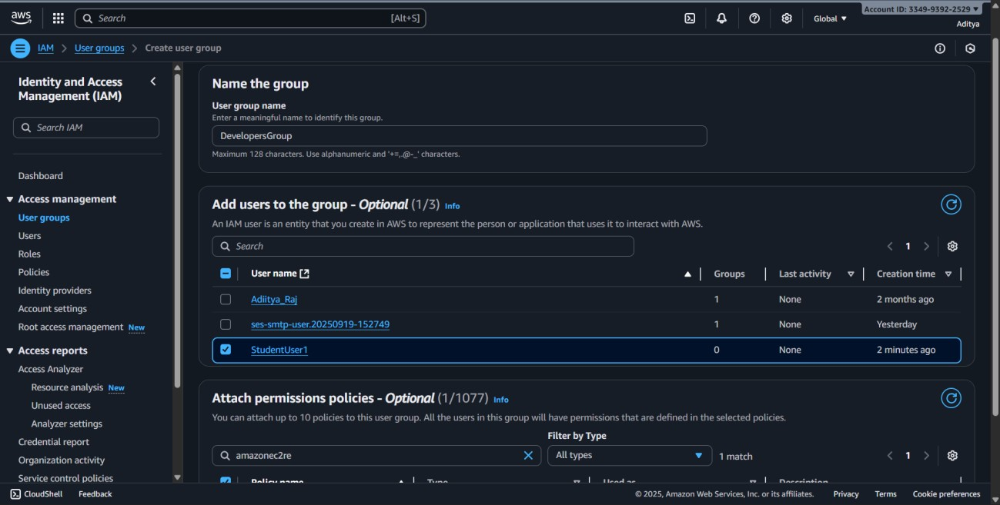 aws
Search [Alt+S]
Global
Account ID: 3349-9392-2529
Aditya
IAM > User groups > Create user group
Identity and Access
Management (IAM)
Search IAM
Dashboard
Access management
User groups
Users
Roles
Policies
Identity providers
Account settings
Root access management New
Access reports
Access Analyzer
Resource analysis New
Unused access
Analyzer settings
Credential report
Organization activity
Service control policies
Name the group
User group name
Enter a meaningful name to identify this group.
DevelopersGroup
Maximum 128 characters. Use alphanumeric and '+=,.@-_' characters.
Add users to the group - Optional (1/3) Info
An IAM user is an entity that you create in AWS to represent the person or application that uses it to interact with AWS.
Search
1
User name Groups Last activity Creation time
Adiitya_Raj 1 None 2 months ago
ses-smtp-user.20250919-152749 1 None Yesterday
StudentUser1 0 None 2 minutes ago
Attach permissions policies - Optional (1/1077) Info
You can attach up to 10 policies to this user group. All the users in this group will have permissions that are defined in the selected policies.
Filter by Type
amazonec2re All types 1 match 1
Policy name Type Used as Description
CloudShell Feedback © 2025, Amazon Web Services, Inc. or its affiliates. Privacy Terms Cookie preferences